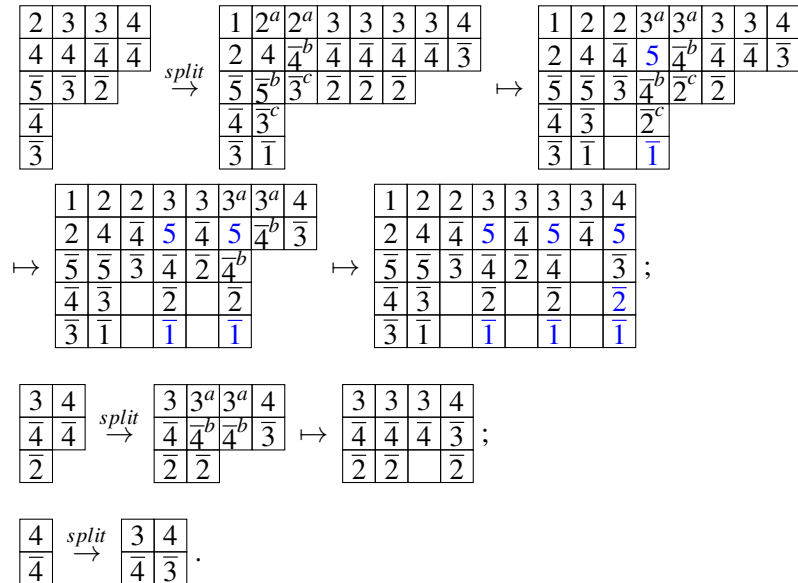 2 3 3 4 1 2ᵃ 2ᵃ 3 3 3 3 4 1 2 2 3ᵃ 3ᵃ 3 3 4
4 4 4̅ 4̅ 2 4 4̅ᵇ 4̅ 4̅ 4̅ 4̅ 3̅ 2 4 4̅ 5 4̅ᵇ 4̅ 4̅ 3̅
5̅ 3̅ 2̅ split → 5̅ 5̅ᵇ 3̅ᶜ 2̅ 2̅ 2̅ ↦ 5̅ 5̅ 3̅ 4̅ᵇ 2̅ᶜ 2̅
4̅ 4̅ 3̅ᶜ 4̅ 3̅ 2̅ᶜ
3̅ 3̅ 1̅ 3̅ 1̅ 1̅
1 2 2 3 3 3ᵃ 3ᵃ 4 1 2 2 3 3 3 3 4
2 4 4̅ 5 4̅ 5 4̅ᵇ 3̅ 2 4 4̅ 5 4̅ 5 4̅ 5
↦ 5̅ 5̅ 3̅ 4̅ 2̅ 4̅ᵇ ↦ 5̅ 5̅ 3̅ 4̅ 2̅ 4̅ 3̅ ;
4̅ 3̅ 2̅ 2̅ 4̅ 3̅ 2̅ 2̅ 2̅
3̅ 1̅ 1̅ 1̅ 3̅ 1̅ 1̅ 1̅ 1̅
3 4 3 3ᵃ 3ᵃ 4 3 3 3 4
4̅ 4̅ split → 4̅ 4̅ᵇ 4̅ᵇ 3̅ ↦ 4̅ 4̅ 4̅ 3̅ ;
2̅ 2̅ 2̅ 2̅ 2̅ 2̅
4 split → 3 4
4̅ 4̅ 3̅ .